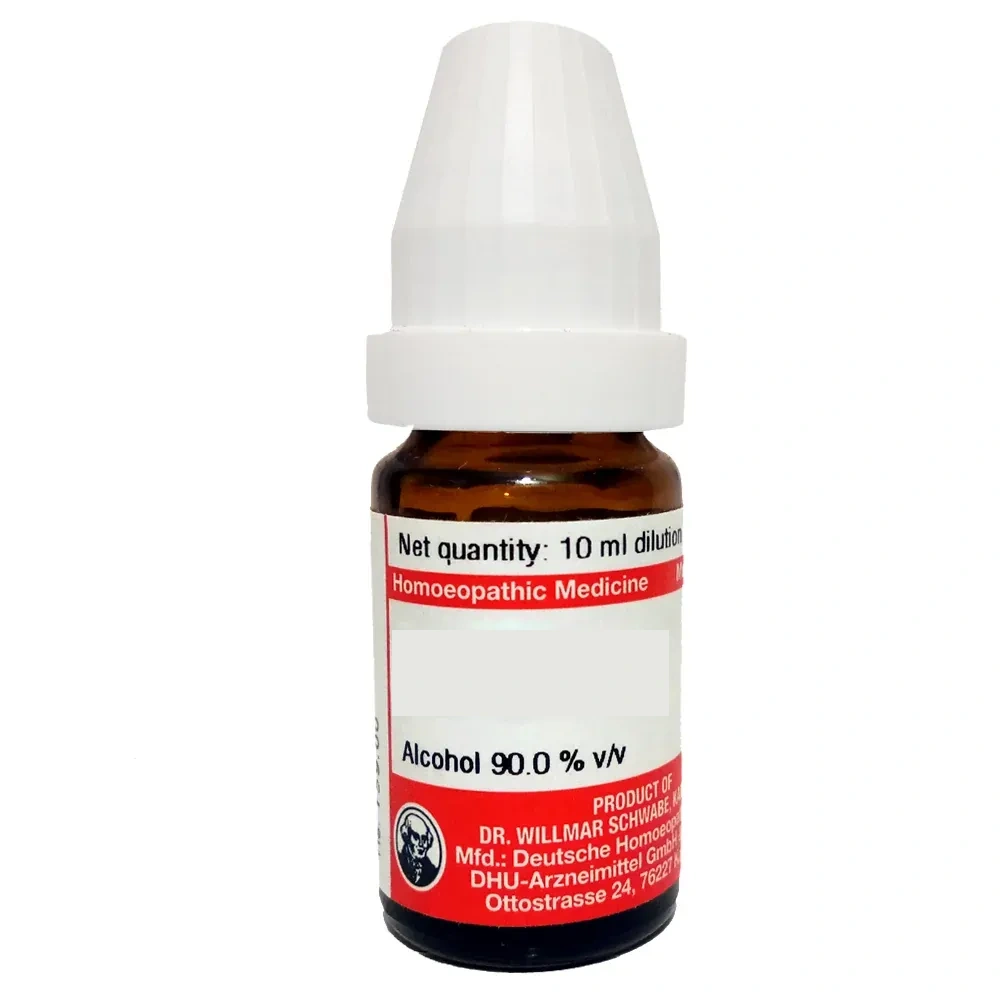 Net quantity: 10 ml dilution
Homoeopathic Medicine
Alcohol 90.0 % v/v
PRODUCT OF
DR. WILLMAR SCHWABE,
Mfd.: Deutsche
DHU-Arzneimittel GmbH
Ottostrasse 24, 76227